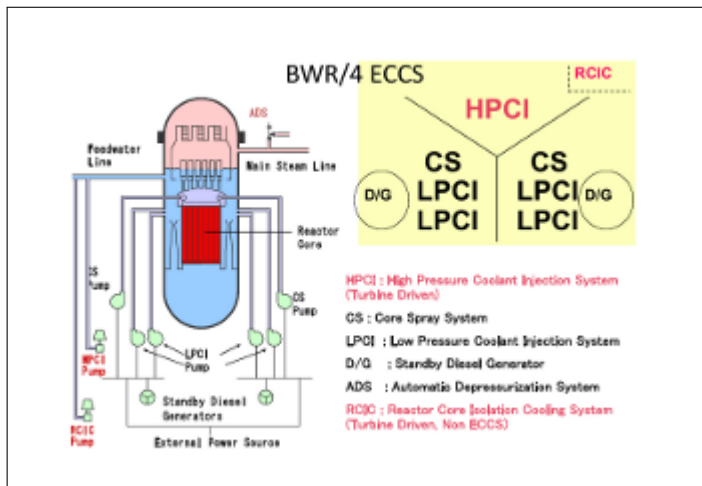 BWR/4 ECCS
RCIC
HPCI
CS
LPCI
LPCI
CS
LPCI
LPCI
D/G
D/G
ADS
Feedwater
Line
Main Steam Line
Reactor
Core
CS
Pump
CS
Pump
LPCI
Pump
HPCI
Pump
Standby Diesel
Generators
RCIC
Pump
External Power Source
HPCI : High Pressure Coolant Injection System
(Turbine Driven)
CS : Core Spray System
LPCI : Low Pressure Coolant Injection System
D/G : Standby Diesel Generator
ADS : Automatic Depressurization System
RCIC : Reactor Core Isolation Cooling System
(Turbine Driven, Non ECCS)